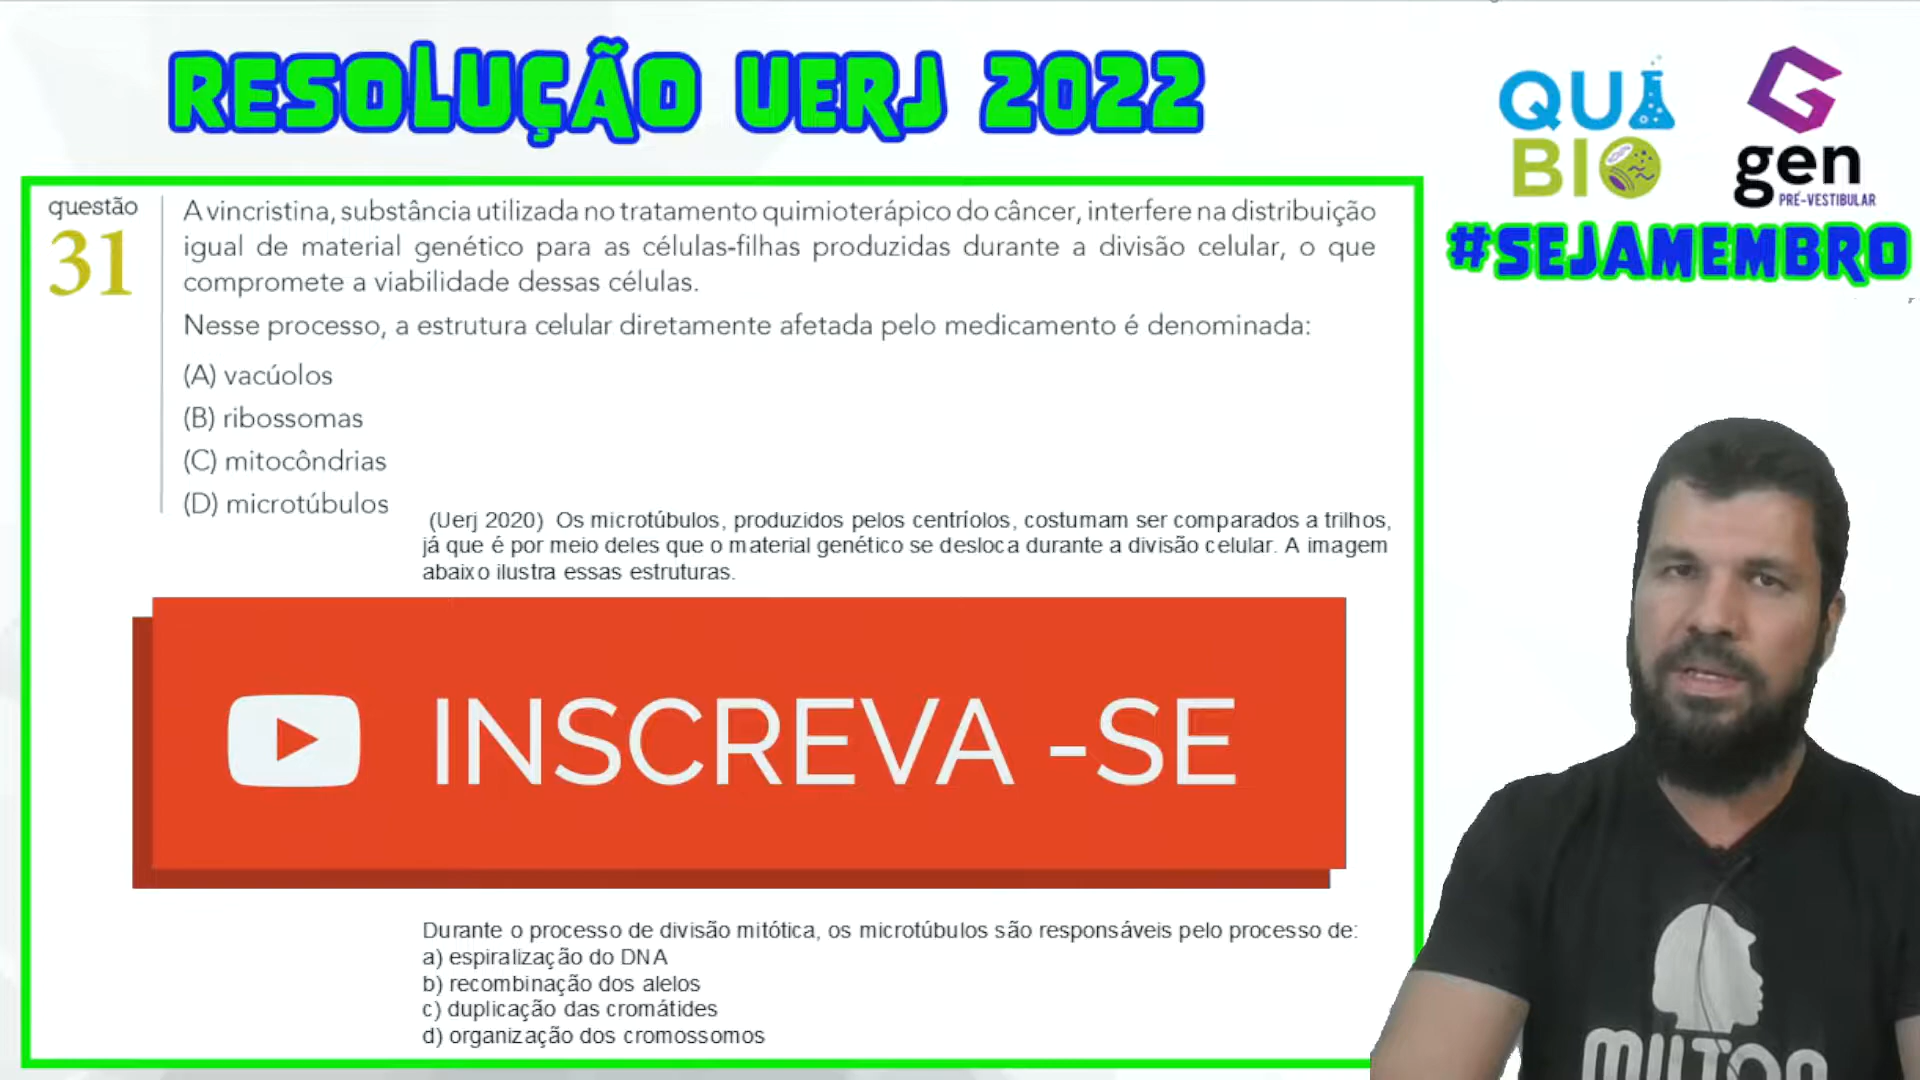 RESOLUÇÃO UERJ 2022
QUI
BIO
gen
PRÉ-VESTIBULAR
#SEJAMEMBRO
questão
31
A vincristina, substância utilizada no tratamento quimioterápico do câncer, interfere na distribuição
igual de material genético para as células-filhas produzidas durante a divisão celular, o que
compromete a viabilidade dessas células.
Nesse processo, a estrutura celular diretamente afetada pelo medicamento é denominada:
(A) vacúolos
(B) ribossomas
(C) mitocôndrias
(D) microtúbulos
(Uerj 2020) Os microtúbulos, produzidos pelos centríolos, costumam ser comparados a trilhos,
já que é por meio deles que o material genético se desloca durante a divisão celular. A imagem
abaixo ilustra essas estruturas.
INSCREVA -SE
Durante o processo de divisão mitótica, os microtúbulos são responsáveis pelo processo de:
a) espiralização do DNA
b) recombinação dos alelos
c) duplicação das cromátides
d) organização dos cromossomos
MILTON